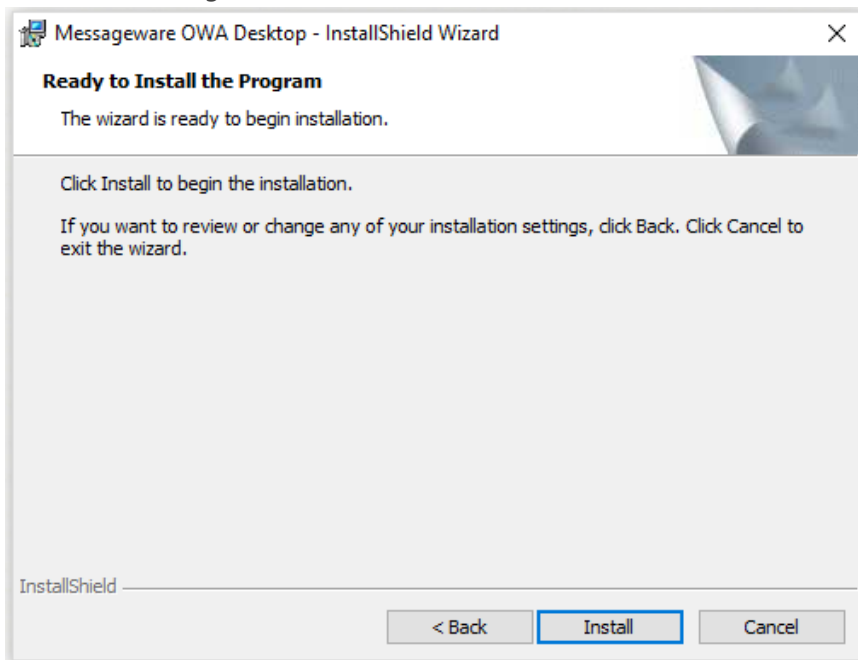 Messageware OWA Desktop - InstallShield Wizard
Ready to Install the Program
The wizard is ready to begin installation.
Click Install to begin the installation.
If you want to review or change any of your installation settings, click Back. Click Cancel to
exit the wizard.
InstallShield
< Back Install Cancel